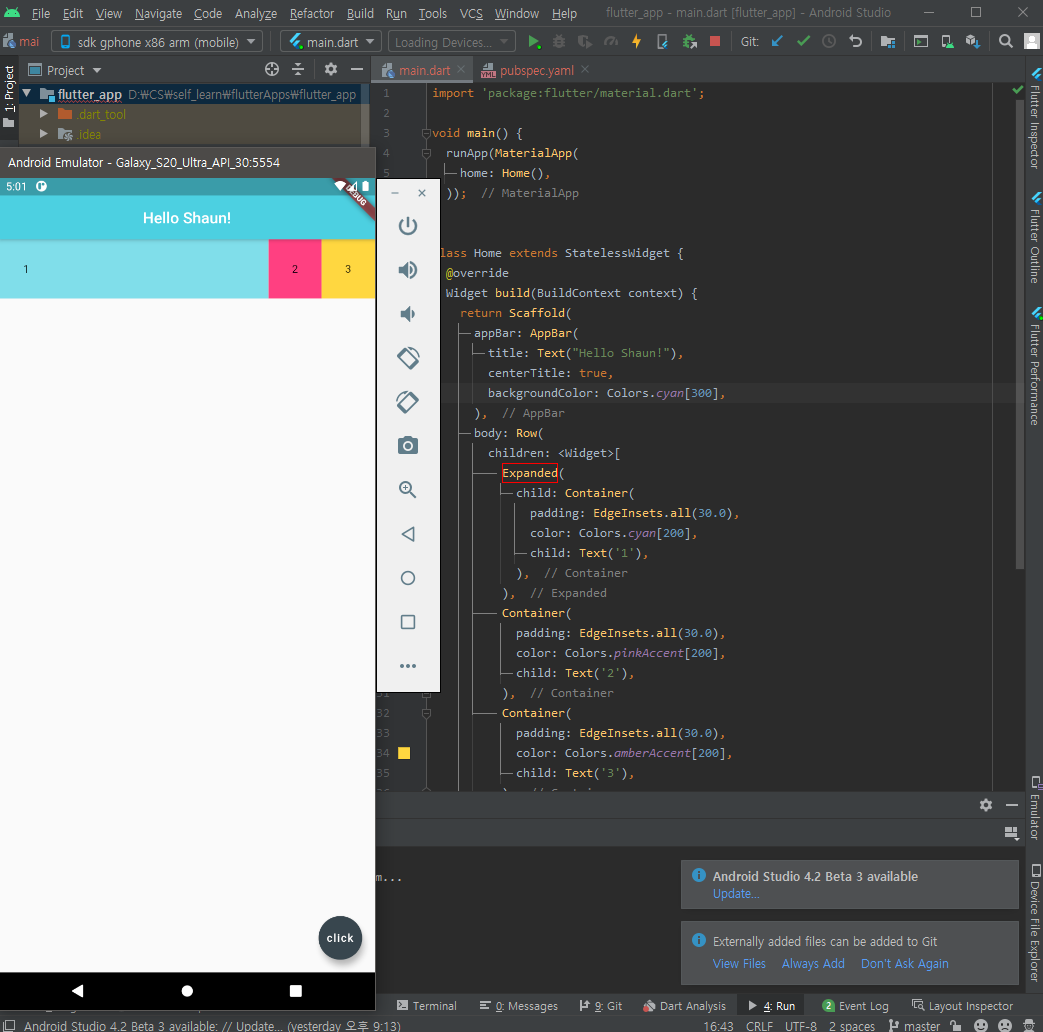 File Edit View Navigate Code Analyze Refactor Build Run Tools VCS Window Help flutter_app - main.dart [flutter_app] - Android Studio
mai sdk gphone x86 arm (mobile) main.dart Loading Devices... Git:
1: Project
Project
main.dart
pubspec.yaml
flutter_app D:₩CS₩self_learn₩flutterApps₩flutter_app
.dart_tool
.idea
Android Emulator - Galaxy_S20_Ultra_API_30:5554
5:01
DEBUG
Hello Shaun!
1 2 3
click
1 import 'package:flutter/material.dart';
2
3 void main() {
4 runApp(MaterialApp(
5 home: Home(),
)); // MaterialApp
lass Home extends StatelessWidget {
@override
Widget build(BuildContext context) {
return Scaffold(
appBar: AppBar(
title: Text("Hello Shaun!"),
centerTitle: true,
backgroundColor: Colors.cyan[300],
), // AppBar
body: Row(
children: <Widget>[
Expanded(
child: Container(
padding: EdgeInsets.all(30.0),
color: Colors.cyan[200],
child: Text('1'),
), // Container
), // Expanded
Container(
padding: EdgeInsets.all(30.0),
color: Colors.pinkAccent[200],
child: Text('2'),
), // Container
32 Container(
33 padding: EdgeInsets.all(30.0),
34 color: Colors.amberAccent[200],
35 child: Text('3'),
Flutter Inspector
Flutter Outline
Flutter Performance
Emulator
Device File Explorer
m...
Android Studio 4.2 Beta 3 available
Update...
Externally added files can be added to Git
View Files Always Add Don't Ask Again
Terminal 0: Messages 9: Git Dart Analysis 4: Run 2 Event Log Layout Inspector
Android Studio 4.2 Beta 3 available: // Update... (yesterday 오후 9:13) 16:43 CRLF UTF-8 2 spaces master